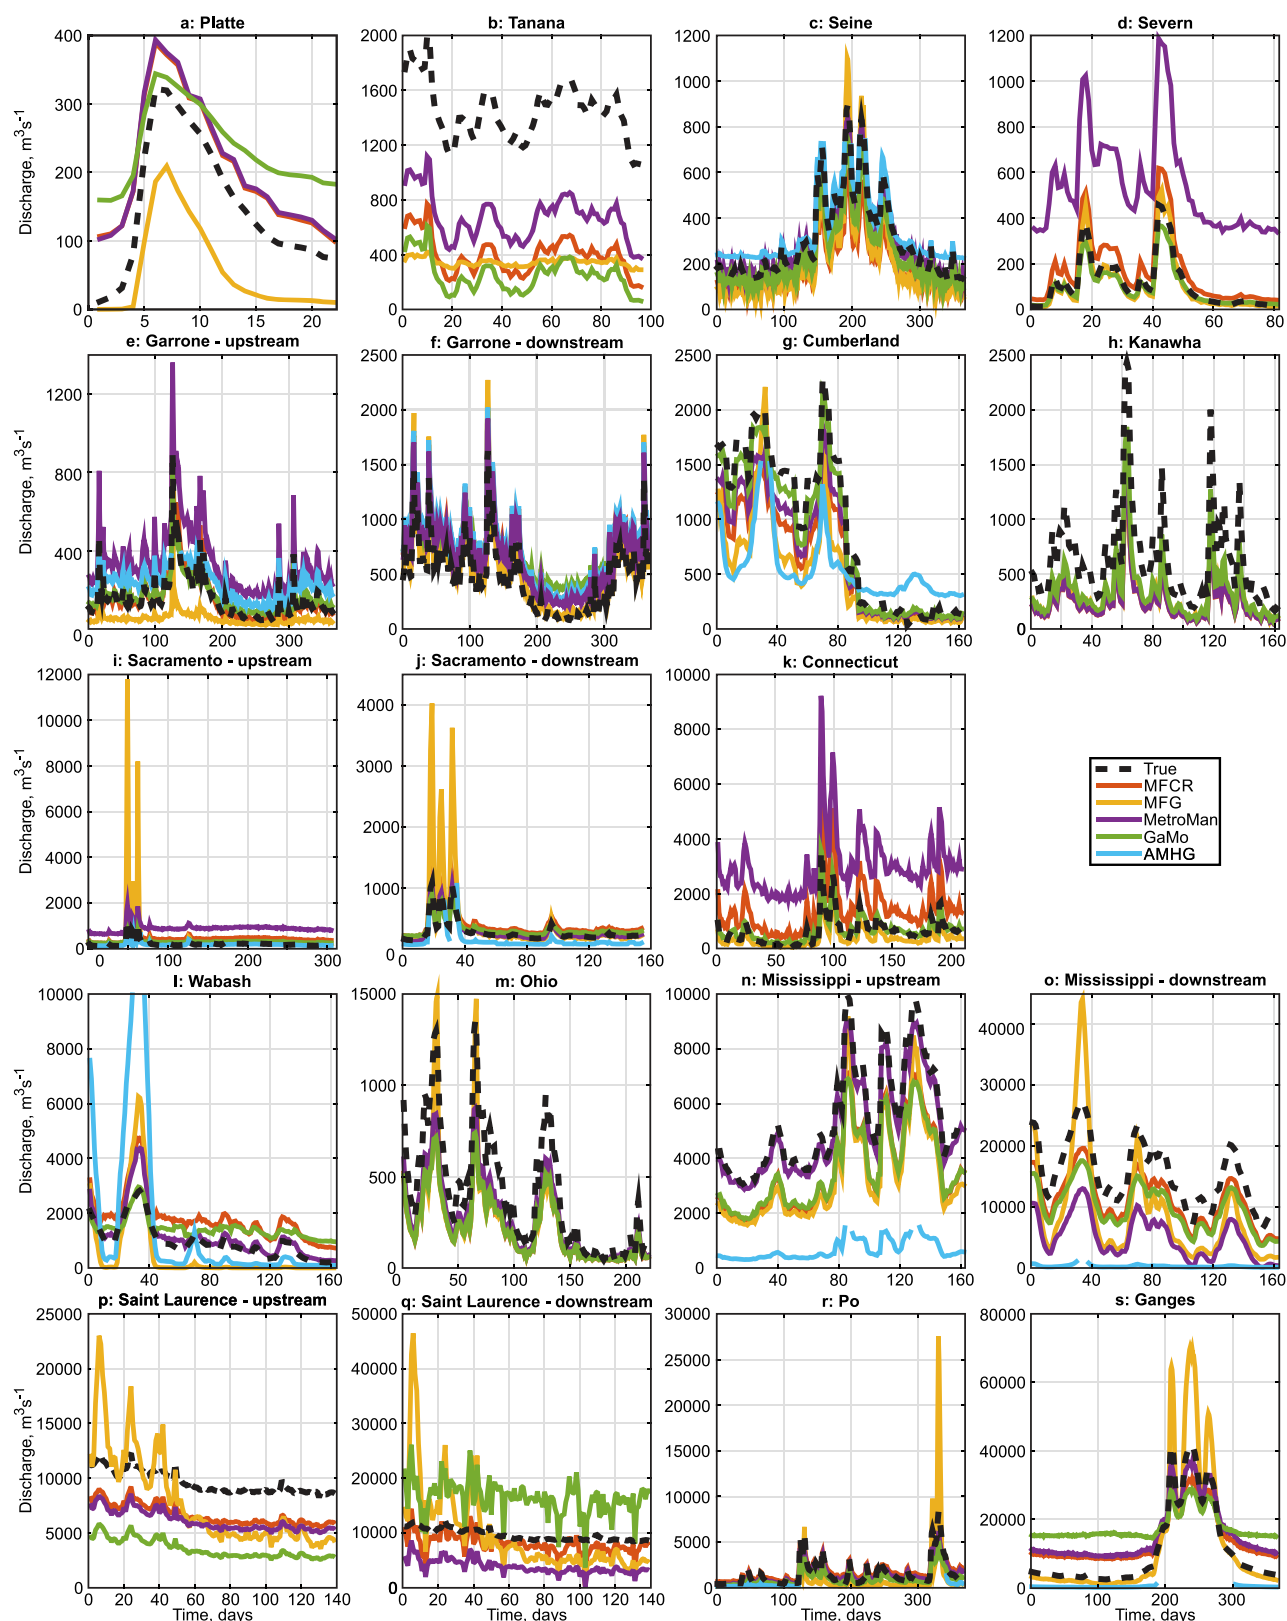 a: Platte
b: Tanana
c: Seine
d: Severn
Discharge, m³s⁻¹
400
300
200
100
0
0 5 10 15 20
2000
1600
1200
800
400
0
0 20 40 60 80 100
1200
1000
800
600
400
200
0
0 100 200 300
1200
1000
800
600
400
200
0
0 20 40 60 80
e: Garrone - upstream
f: Garrone - downstream
g: Cumberland
h: Kanawha
Discharge, m³s⁻¹
1200
800
400
0
0 100 200 300
2500
2000
1500
1000
500
0
0 100 200 300
2500
2000
1500
1000
500
0
0 40 80 120 160
2500
2000
1500
1000
500
0
0 40 80 120 160
i: Sacramento - upstream
j: Sacramento - downstream
k: Connecticut
Discharge, m³s⁻¹
12000
10000
8000
6000
4000
2000
0
0 100 200 300
4000
3000
2000
1000
0
0 40 80 120 160
10000
8000
6000
4000
2000
0
0 50 100 150 200
True
MFCR
MFG
MetroMan
GaMo
AMHG
l: Wabash
m: Ohio
n: Mississippi - upstream
o: Mississippi - downstream
Discharge, m³s⁻¹
10000
8000
6000
4000
2000
0
0 40 80 120 160
15000
1000
500
0
0 50 100 150 200
10000
8000
6000
4000
2000
0
0 40 80 120 160
40000
30000
20000
10000
0
0 40 80 120 160
p: Saint Laurence - upstream
q: Saint Laurence - downstream
r: Po
s: Ganges
Discharge, m³s⁻¹
25000
20000
15000
10000
5000
0
0 20 40 60 80 100 120 140
50000
40000
30000
20000
10000
0
0 20 40 60 80 100 120 140
30000
25000
20000
15000
10000
5000
0
0 100 200 300
80000
60000
40000
20000
0
0 100 200 300
Time, days
Time, days
Time, days
Time, days